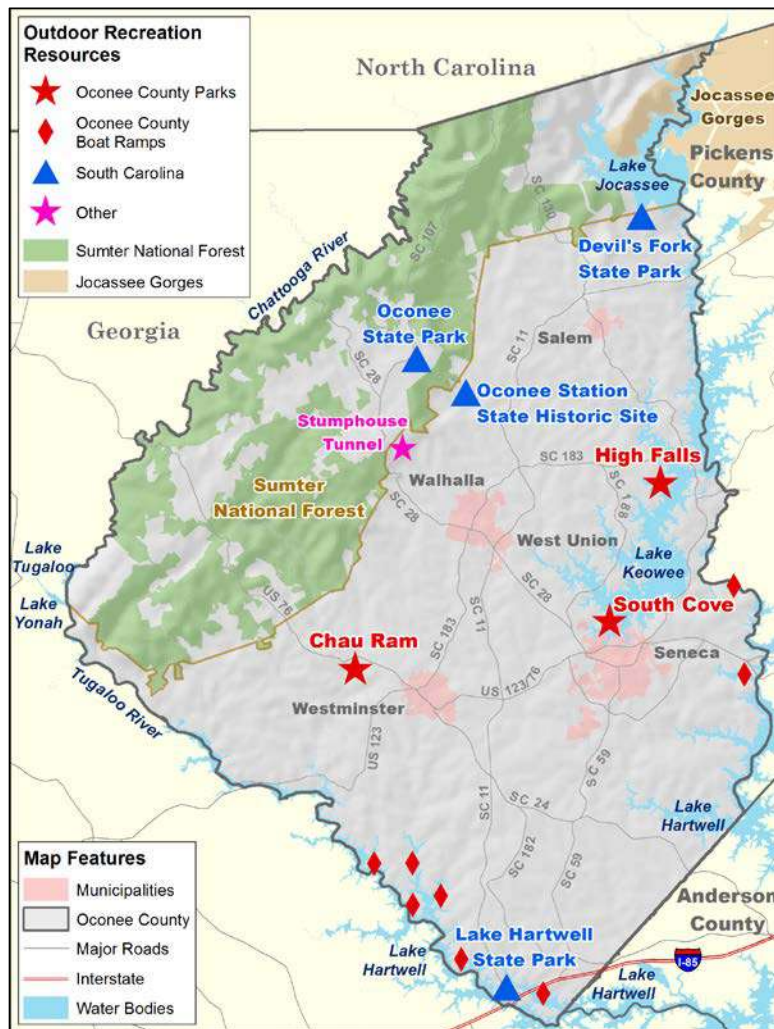 Outdoor Recreation
Resources
Oconee County Parks
Oconee County
Boat Ramps
South Carolina
Other
Sumter National Forest
Jocassee Gorges
North Carolina
Jocassee
Gorges
Pickens
County
Lake
Jocassee
SC 130
SC 107
Devil's Fork
State Park
Chattooga River
Georgia
Oconee
State Park
SC 11
Salem
SC 28
Oconee Station
State Historic Site
Stumphouse
Tunnel
High Falls
SC 183
Walhalla
Sumter
National Forest
SC 28
SC 188
West Union
Lake
Keowee
Lake
Tugaloo
Lake
Yonah
US 76
SC 28
South Cove
Chau Ram
SC 183
SC 11
Seneca
US 123/76
Westminster
Tugaloo River
US 123
SC 59
SC 11
SC 24
Lake
Hartwell
SC 182
SC 59
Map Features
Municipalities
Oconee County
Major Roads
Interstate
Water Bodies
Anderson
County
Lake Hartwell
State Park
Lake
Hartwell
I-85
Lake
Hartwell